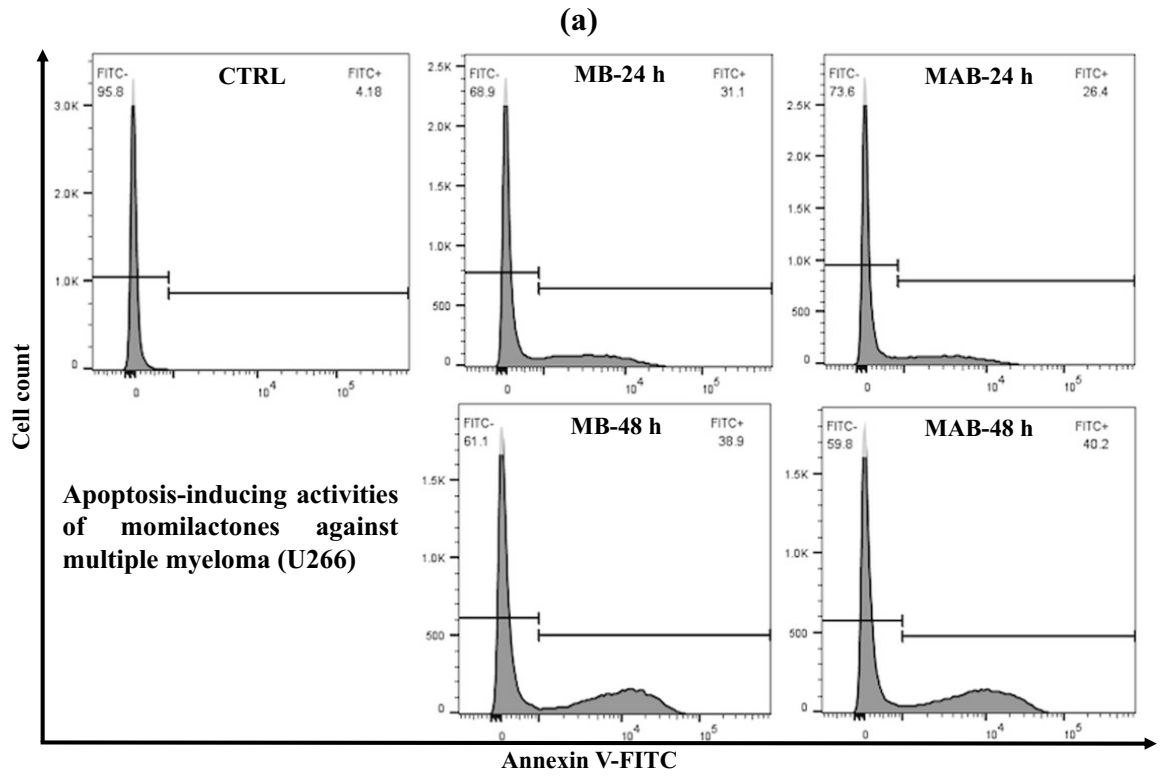 (a)
CTRL
FITC-
95.8
FITC+
4.18
3.0K
2.0K
1.0K
0
0
10^4
10^5
MB-24 h
FITC-
68.9
FITC+
31.1
2.5K
2.0K
1.5K
1.0K
500
0
0
10^4
10^5
MAB-24 h
FITC-
73.6
FITC+
26.4
2.5K
2.0K
1.5K
1.0K
500
0
0
10^4
10^5
Apoptosis-inducing activities
of momilactones against
multiple myeloma (U266)
MB-48 h
FITC-
61.1
FITC+
38.9
1.5K
1.0K
500
0
0
10^4
10^5
MAB-48 h
FITC-
59.8
FITC+
40.2
1.5K
1.0K
500
0
0
10^4
10^5
Cell count
Annexin V-FITC